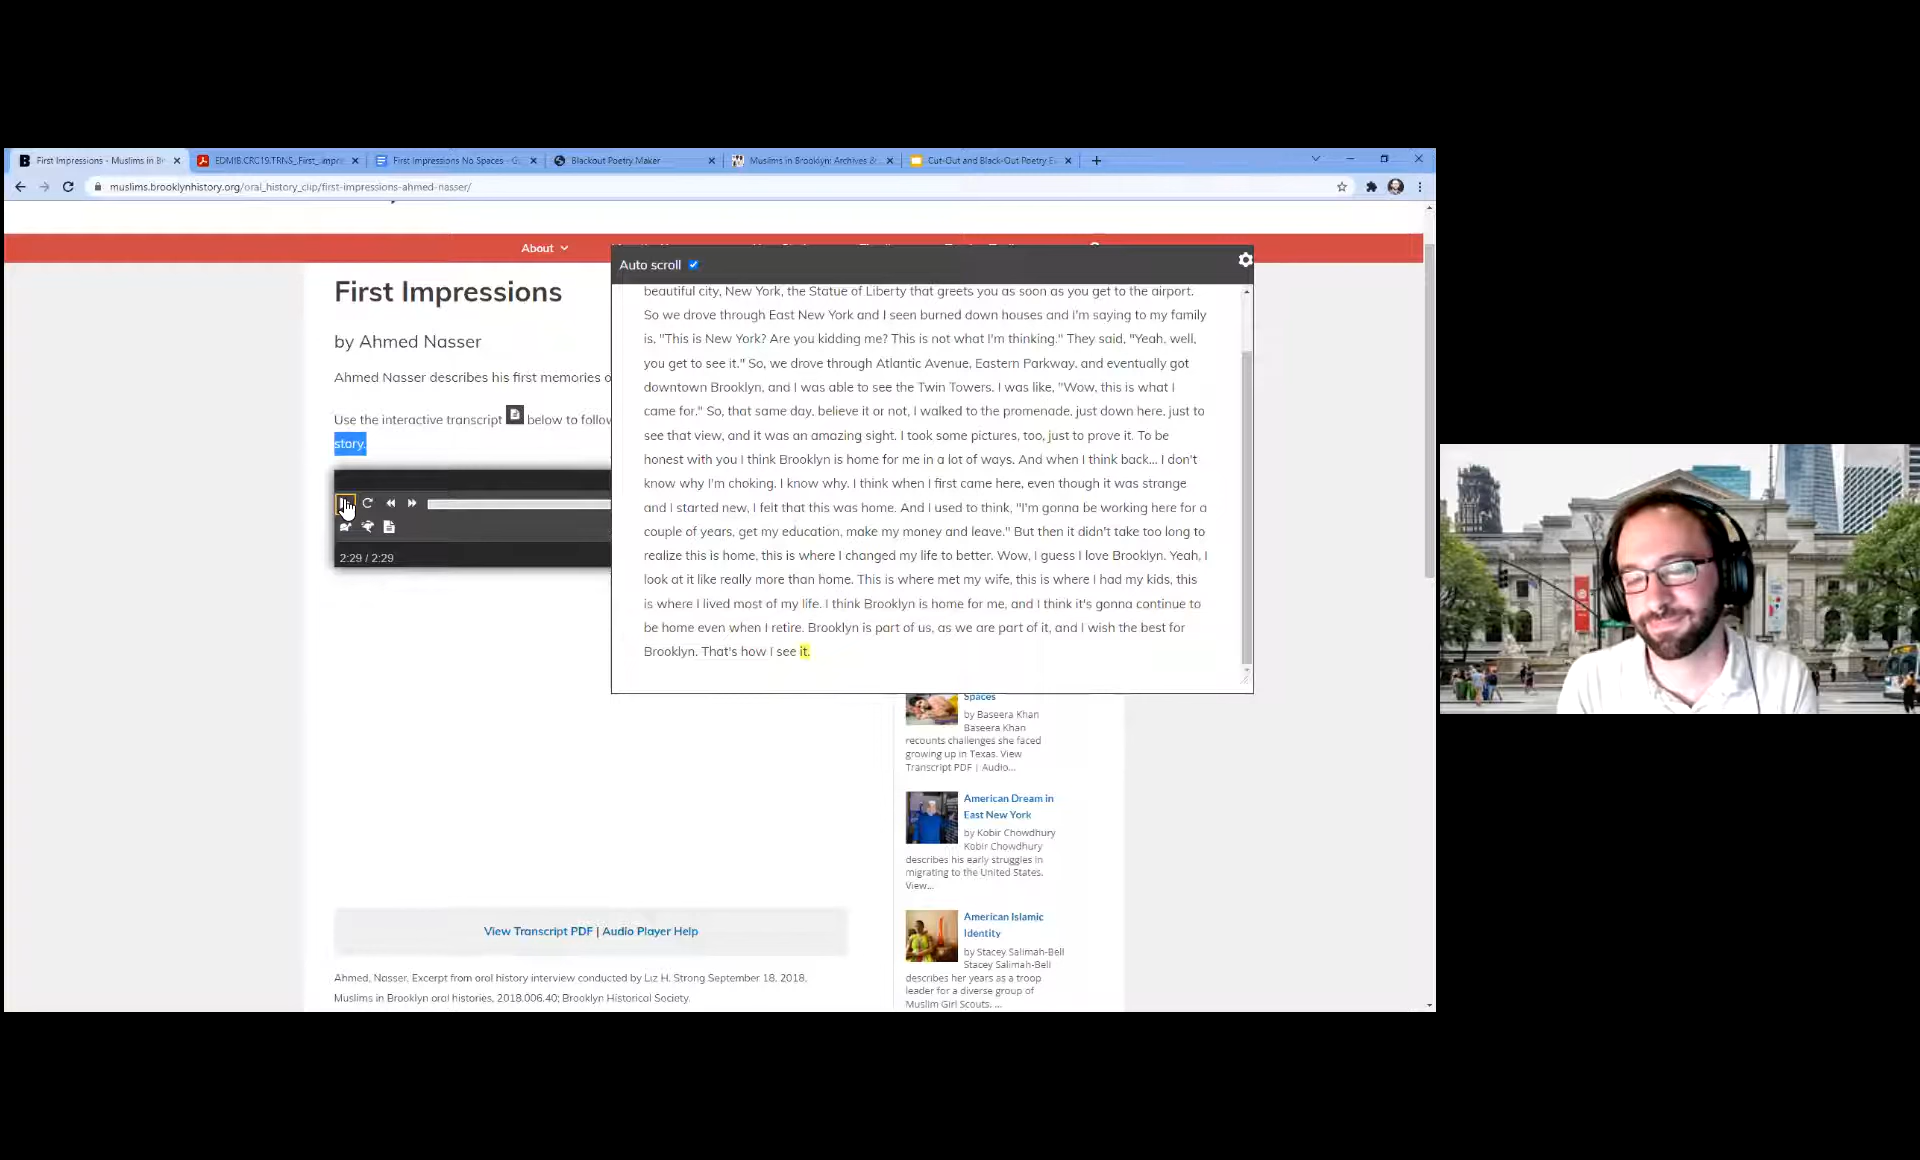 First Impressions - Muslims in Br
EDMIB.CRC19.TRNS_First_impre
First Impressions No Spaces - G
Blackout Poetry Maker
Muslims in Brooklyn: Archives &
Cut-Out and Black-Out Poetry E
muslims.brooklynhistory.org/oral_history_clip/first-impressions-ahmed-nasser/
About
First Impressions
by Ahmed Nasser
Ahmed Nasser describes his first memories o
Use the interactive transcript below to follow
story.
2:29 / 2:29
Auto scroll
beautiful city, New York, the Statue of Liberty that greets you as soon as you get to the airport.
So we drove through East New York and I seen burned down houses and I'm saying to my family
is, "This is New York? Are you kidding me? This is not what I'm thinking." They said, "Yeah, well,
you get to see it." So, we drove through Atlantic Avenue, Eastern Parkway, and eventually got
downtown Brooklyn, and I was able to see the Twin Towers. I was like, "Wow, this is what I
came for." So, that same day, believe it or not, I walked to the promenade, just down here, just to
see that view, and it was an amazing sight. I took some pictures, too, just to prove it. To be
honest with you I think Brooklyn is home for me in a lot of ways. And when I think back... I don't
know why I'm choking. I know why. I think when I first came here, even though it was strange
and I started new, I felt that this was home. And I used to think, "I'm gonna be working here for a
couple of years, get my education, make my money and leave." But then it didn't take too long to
realize this is home, this is where I changed my life to better. Wow, I guess I love Brooklyn. Yeah, I
look at it like really more than home. This is where met my wife, this is where I had my kids, this
is where I lived most of my life. I think Brooklyn is home for me, and I think it's gonna continue to
be home even when I retire. Brooklyn is part of us, as we are part of it, and I wish the best for
Brooklyn. That's how I see it.
Spaces
by Baseera Khan
Baseera Khan
recounts challenges she faced
growing up in Texas. View
Transcript PDF | Audio...
American Dream in
East New York
by Kobir Chowdhury
Kobir Chowdhury
describes his early struggles in
migrating to the United States.
View...
American Islamic
Identity
by Stacey Salimah-Bell
Stacey Salimah-Bell
describes her years as a troop
leader for a diverse group of
Muslim Girl Scouts. ...
View Transcript PDF | Audio Player Help
Ahmed, Nasser, Excerpt from oral history interview conducted by Liz H. Strong September 18, 2018,
Muslims in Brooklyn oral histories, 2018.006.40; Brooklyn Historical Society.